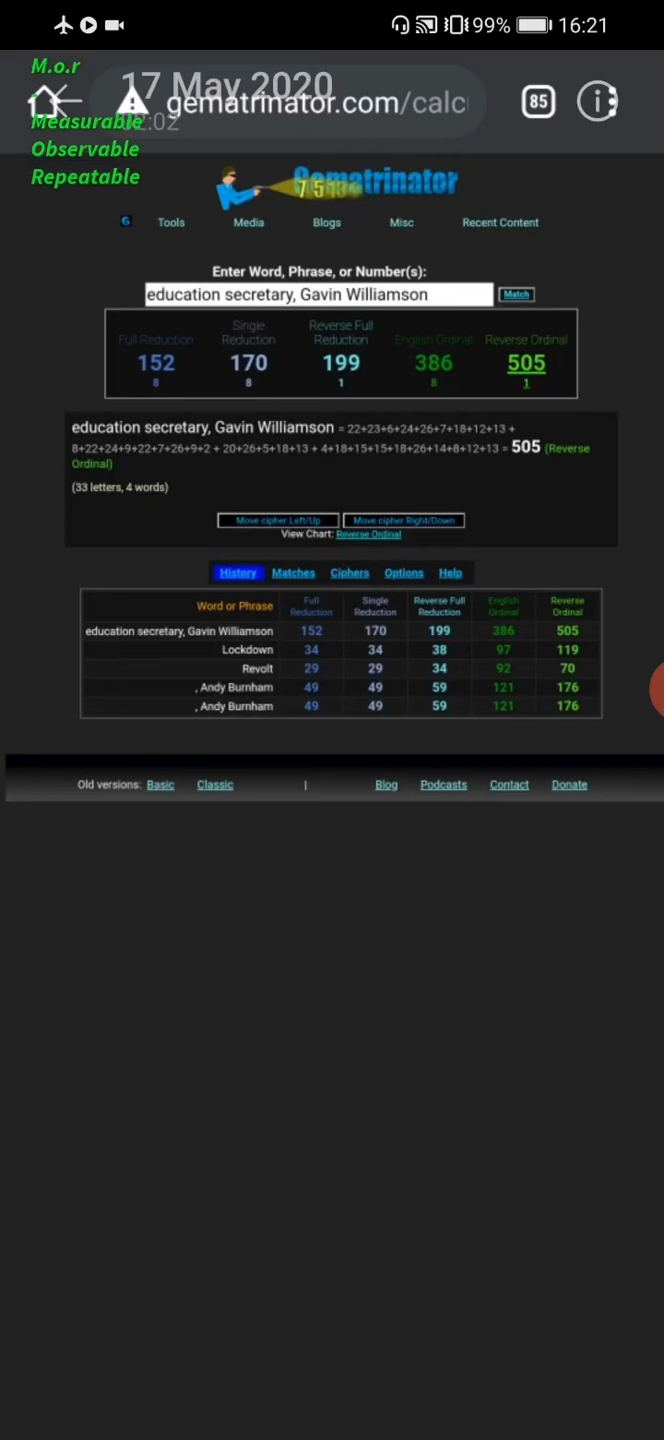 99% 16:21
M.o.r
17 May 2020
gematrinator.com/calc
85
Measurable
02:02
Observable
Repeatable
Gematrinator
G Tools Media Blogs Misc Recent Content
Enter Word, Phrase, or Number(s):
education secretary, Gavin Williamson Match
Full Reduction Single Reduction Reverse Full Reduction English Ordinal Reverse Ordinal
152 170 199 386 505
8 8 1 8 1
education secretary, Gavin Williamson = 22+23+6+24+26+7+18+12+13 +
8+22+24+9+22+7+26+9+2 + 20+26+5+18+13 + 4+18+15+15+18+26+14+8+12+13 = 505 (Reverse
Ordinal)
(33 letters, 4 words)
Move cipher Left/Up Move cipher Right/Down
View Chart: Reverse Ordinal
History Matches Ciphers Options Help
Word or Phrase Full Reduction Single Reduction Reverse Full Reduction English Ordinal Reverse Ordinal
education secretary, Gavin Williamson 152 170 199 386 505
Lockdown 34 34 38 97 119
Revolt 29 29 34 92 70
, Andy Burnham 49 49 59 121 176
, Andy Burnham 49 49 59 121 176
Old versions: Basic Classic | Blog Podcasts Contact Donate